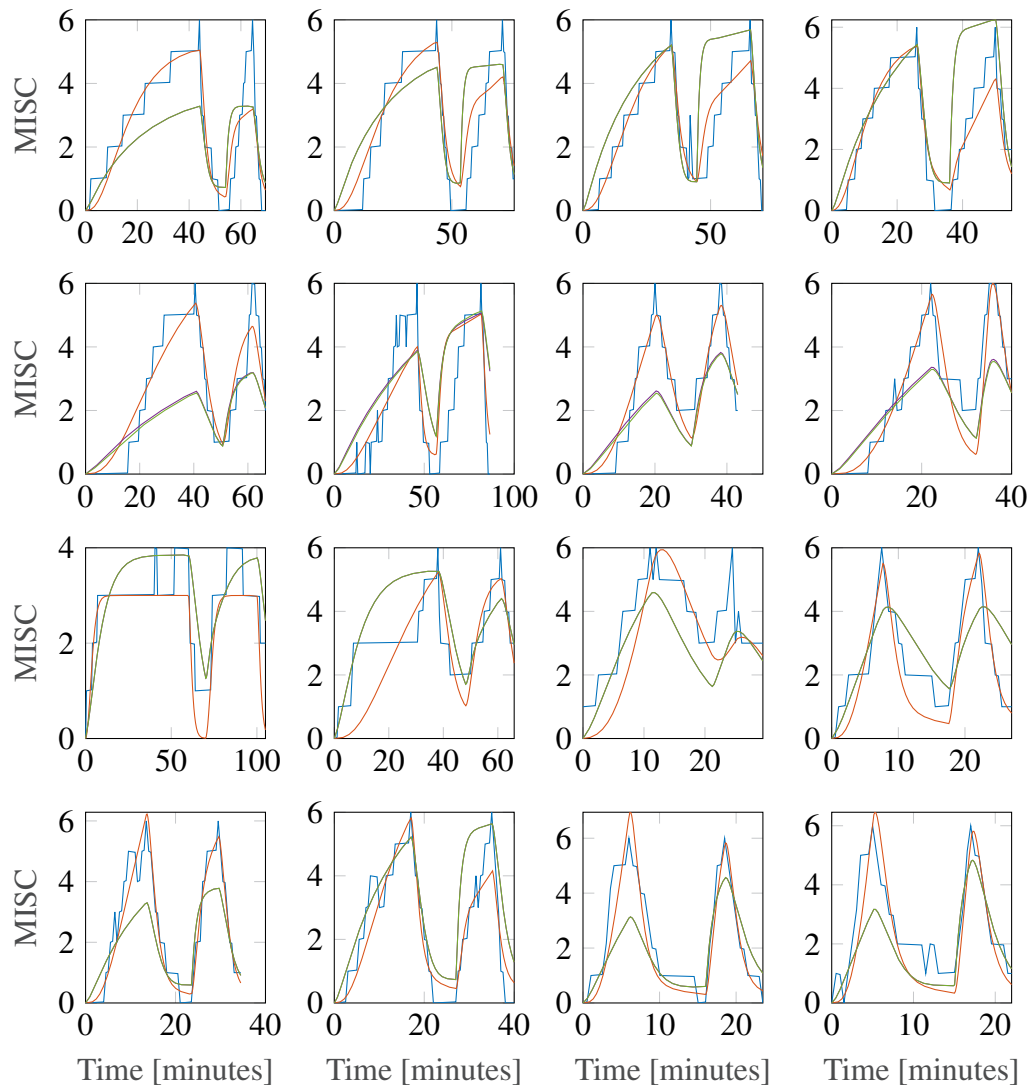 6 6 6 6
4 4 4 4
MISC
2 2 2 2
0 0 0 0
0 20 40 60 0 50 0 50 0 20 40
6 6 6 6
4 4 4 4
MISC
2 2 2 2
0 0 0 0
0 20 40 60 0 50 100 0 20 40 0 20 40
4 6 6 6
4 4 4
MISC
2 2 2 2
0 0 0 0
0 50 100 0 20 40 60 0 10 20 0 10 20
6 6 6 6
4 4 4 4
MISC
2 2 2 2
0 0 0 0
0 20 40 0 20 40 0 10 20 0 10 20
Time [minutes] Time [minutes] Time [minutes] Time [minutes]